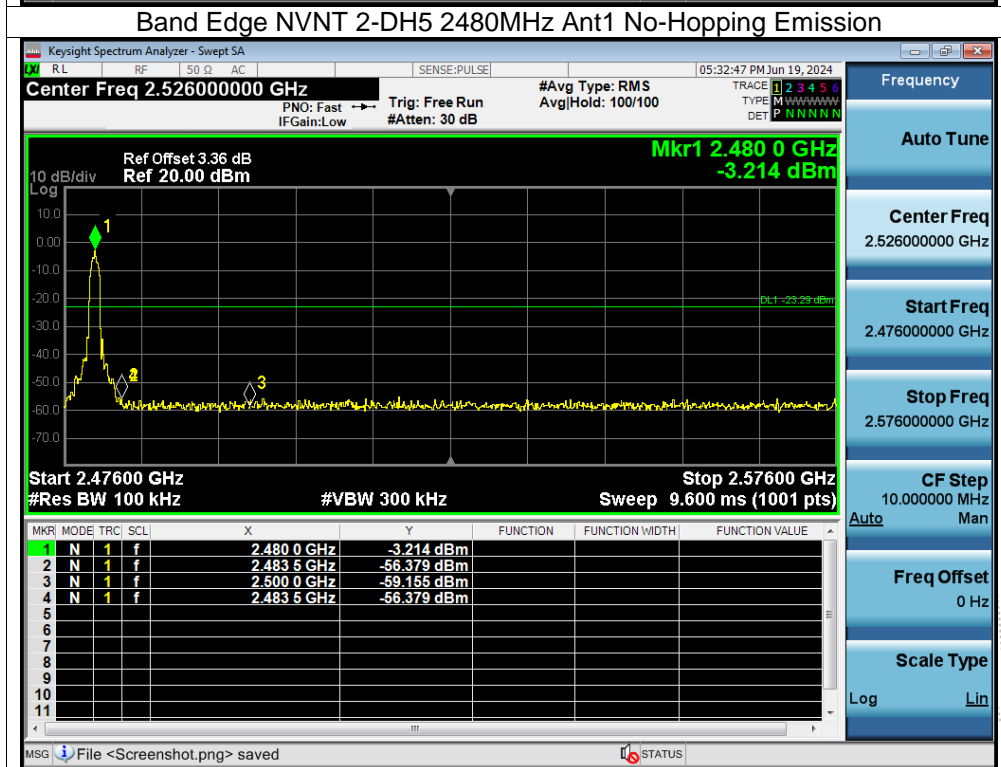 Band Edge NVNT 2-DH5 2480MHz Ant1 No-Hopping Emission
Keysight Spectrum Analyzer - Swept SA
LXI RL RF 50 Ω AC SENSE:PULSE 05:32:47 PM Jun 19, 2024
Center Freq 2.526000000 GHz #Avg Type: RMS TRACE 1 2 3 4 5 6
PNO: Fast Trig: Free Run Avg|Hold: 100/100 TYPE M WWWWW
IFGain:Low #Atten: 30 dB DET P N N N N N
Ref Offset 3.36 dB Mkr1 2.480 0 GHz
10 dB/div Ref 20.00 dBm -3.214 dBm
Log
10.0
1
0.00
-10.0
-20.0 DL1 -23.29 dBm
-30.0
-40.0
-50.0 3
-60.0
-70.0
Start 2.47600 GHz Stop 2.57600 GHz
#Res BW 100 kHz #VBW 300 kHz Sweep 9.600 ms (1001 pts)
MKR MODE TRC SCL X Y FUNCTION FUNCTION WIDTH FUNCTION VALUE
1 N 1 f 2.480 0 GHz -3.214 dBm
2 N 1 f 2.483 5 GHz -56.379 dBm
3 N 1 f 2.500 0 GHz -59.155 dBm
4 N 1 f 2.483 5 GHz -56.379 dBm
5
6
7
8
9
10
11
MSG File <Screenshot.png> saved STATUS
Frequency
Auto Tune
Center Freq
2.526000000 GHz
Start Freq
2.476000000 GHz
Stop Freq
2.576000000 GHz
CF Step
10.000000 MHz
Auto Man
Freq Offset
0 Hz
Scale Type
Log Lin